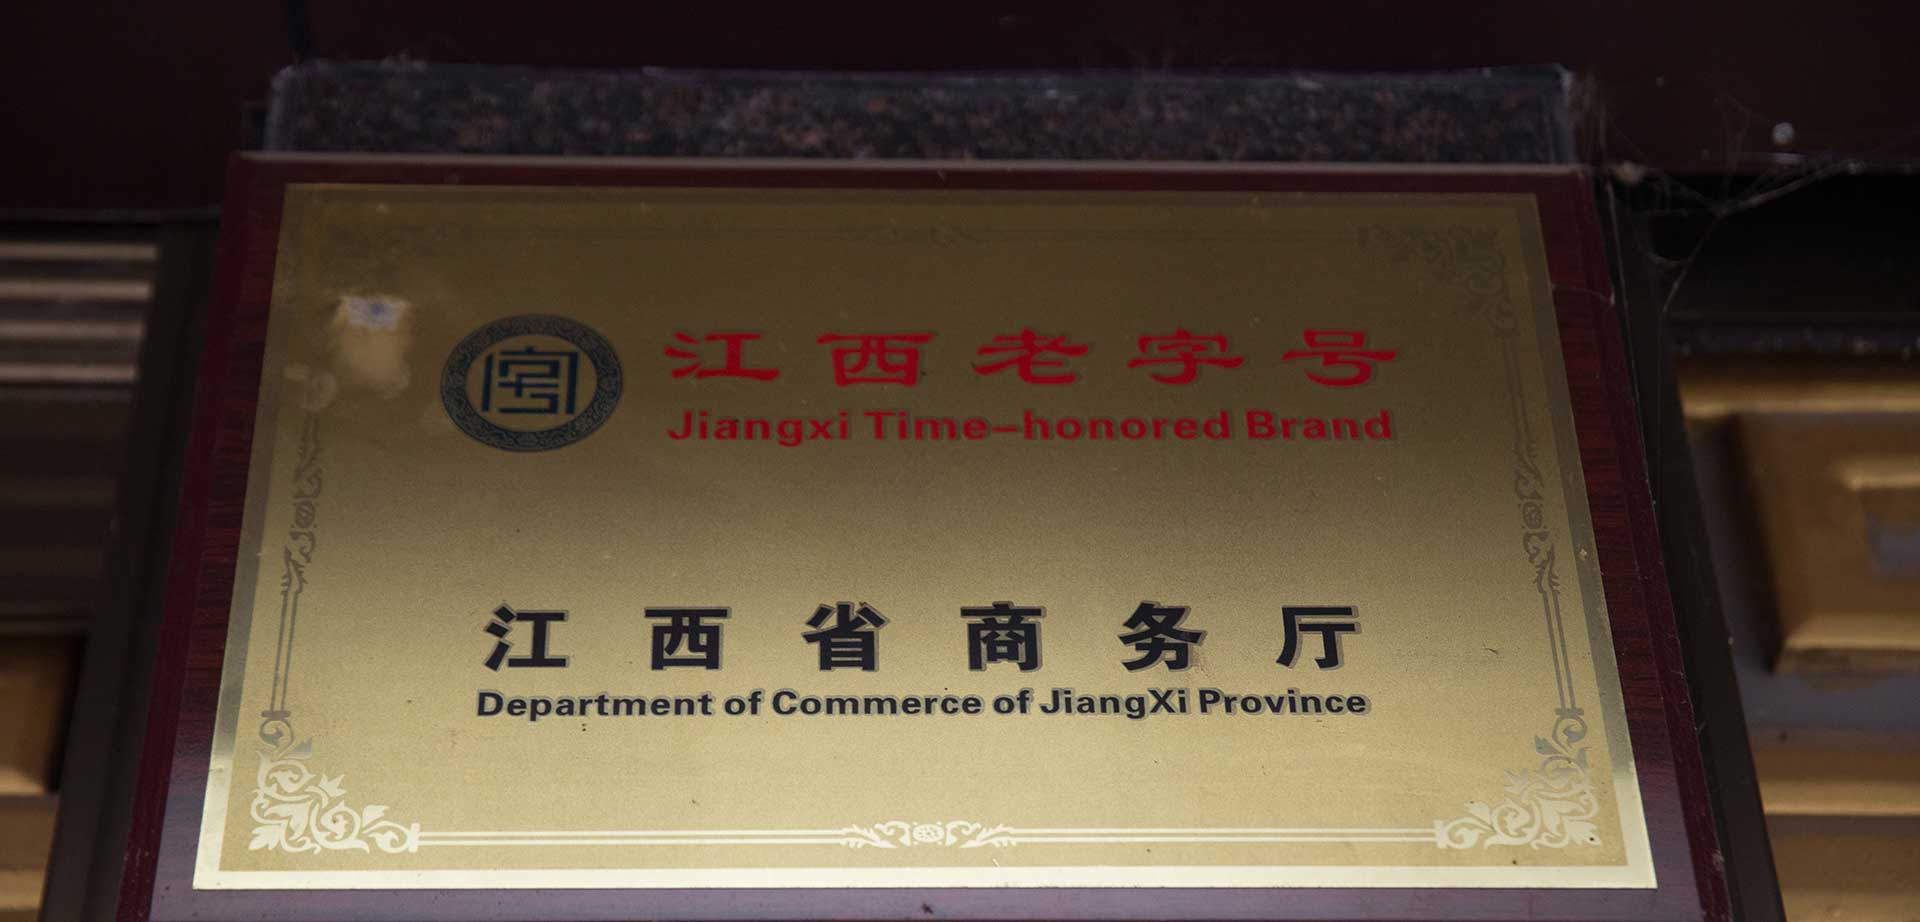 江西老字号
Jiangxi Time-honored Brand
江西省商务厅
Department of Commerce of JiangXi Province